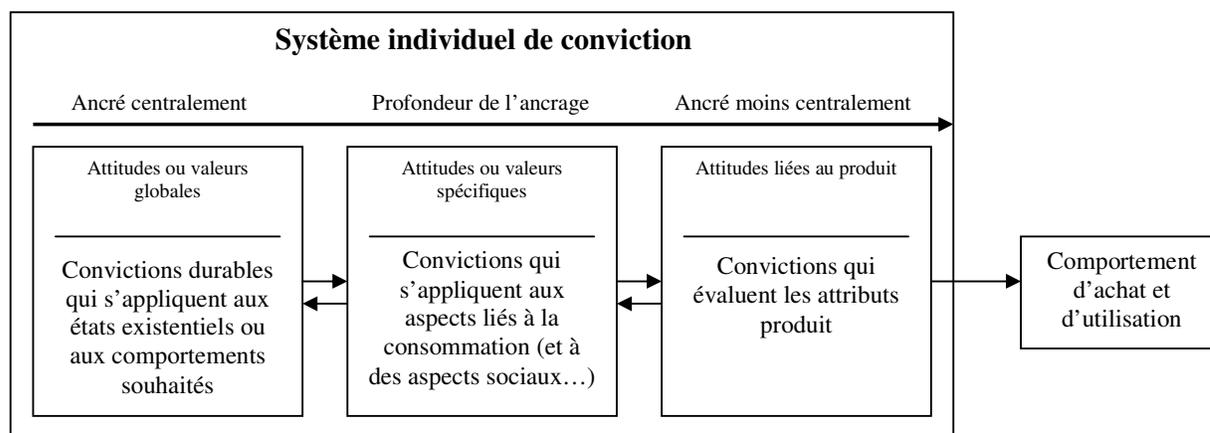 Système individuel de conviction
Ancré centralement
Profondeur de l’ancrage
Ancré moins centralement
Attitudes ou valeurs
globales
Convictions durables
qui s’appliquent aux
états existentiels ou
aux comportements
souhaités
Attitudes ou valeurs
spécifiques
Convictions qui
s’appliquent aux
aspects liés à la
consommation (et à
des aspects sociaux…)
Attitudes liées au produit
Convictions qui
évaluent les attributs
produit
Comportement
d’achat et
d’utilisation